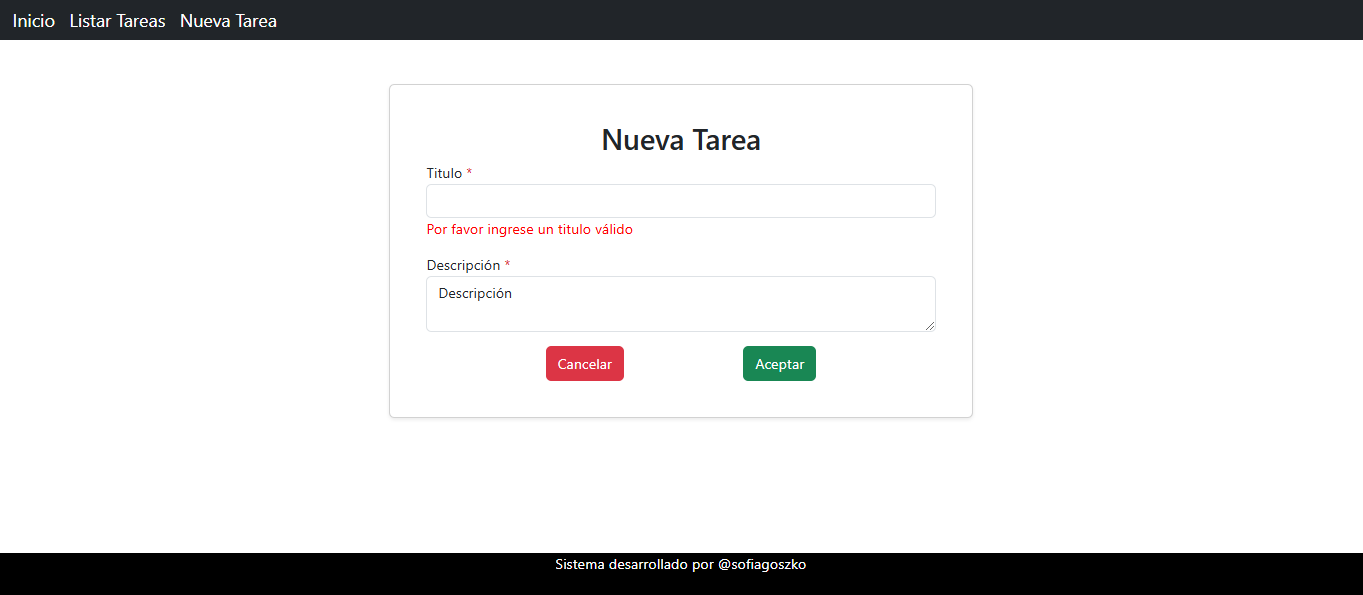 Inicio Listar Tareas Nueva Tarea
Nueva Tarea
Titulo *
Por favor ingrese un titulo válido
Descripción *
Descripción
Cancelar Aceptar
Sistema desarrollado por @sofiagoszko